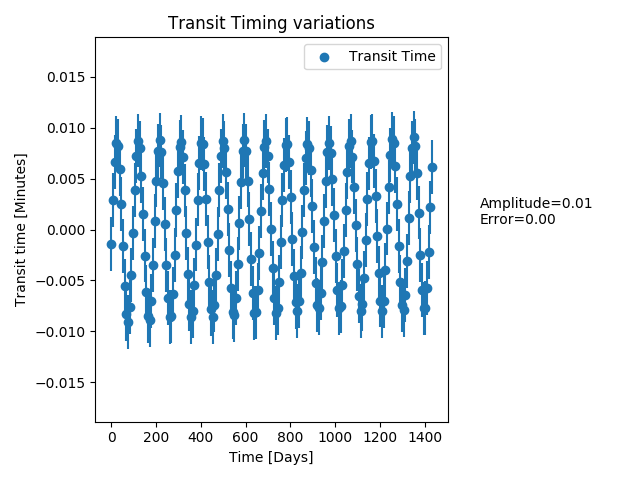 Transit Timing variations
Transit Time
0.015
0.010
0.005
0.000
−0.005
−0.010
−0.015
Transit time [Minutes]
Amplitude=0.01
Error=0.00
0 200 400 600 800 1000 1200 1400
Time [Days]